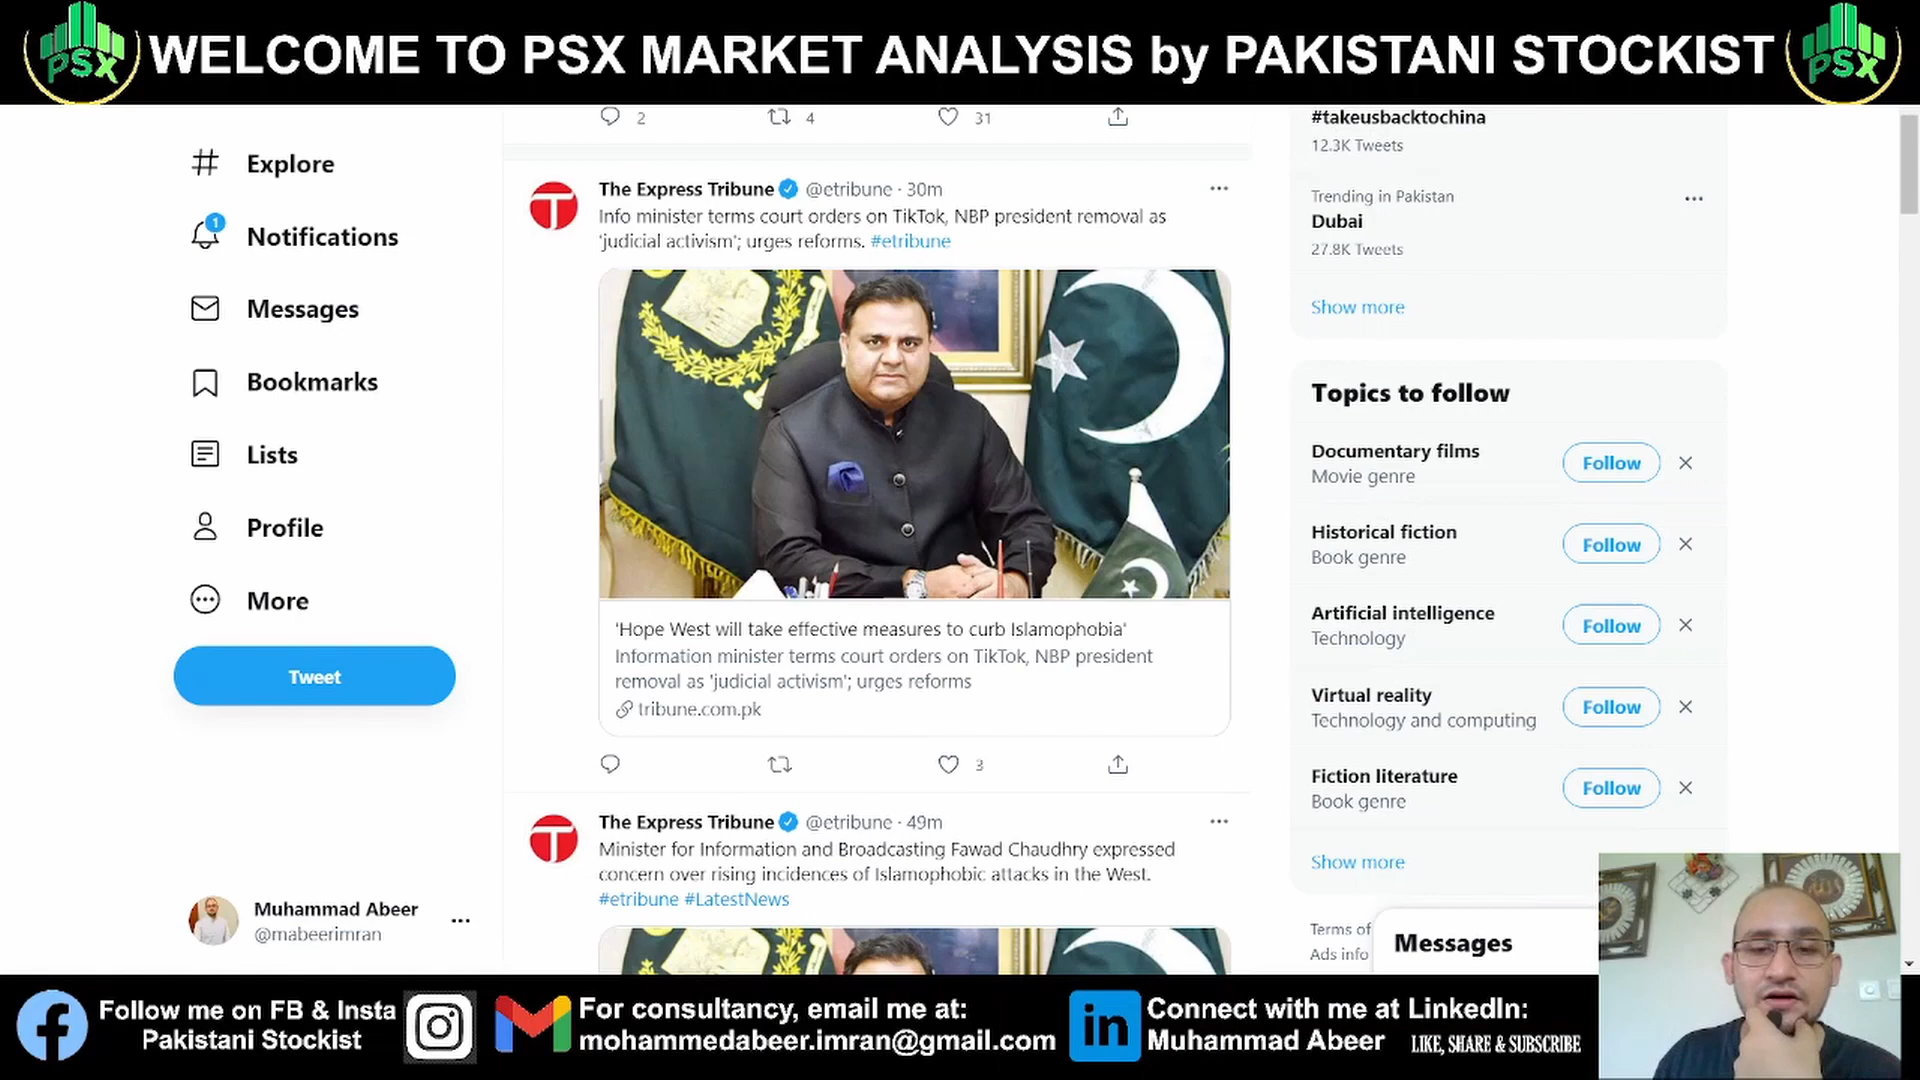 PSX WELCOME TO PSX MARKET ANALYSIS by PAKISTANI STOCKIST PSX
Explore
1
Notifications
Messages
Bookmarks
Lists
Profile
More
Tweet
Muhammad Abeer
@mabeerimran
2 4 31
The Express Tribune @etribune · 30m
Info minister terms court orders on TikTok, NBP president removal as
'judicial activism'; urges reforms. #etribune
'Hope West will take effective measures to curb Islamophobia'
Information minister terms court orders on TikTok, NBP president
removal as 'judicial activism'; urges reforms
tribune.com.pk
3
The Express Tribune @etribune · 49m
Minister for Information and Broadcasting Fawad Chaudhry expressed
concern over rising incidences of Islamophobic attacks in the West.
#etribune #LatestNews
#takeusbacktochina
12.3K Tweets
Trending in Pakistan
Dubai
27.8K Tweets
Show more
Topics to follow
Documentary films
Movie genre
Follow
Historical fiction
Book genre
Follow
Artificial intelligence
Technology
Follow
Virtual reality
Technology and computing
Follow
Fiction literature
Book genre
Follow
Show more
Terms of
Ads info
Messages
Follow me on FB & Insta
Pakistani Stockist
For consultancy, email me at:
mohammedabeer.imran@gmail.com
in
Connect with me at LinkedIn:
Muhammad Abeer
LIKE, SHARE & SUBSCRIBE